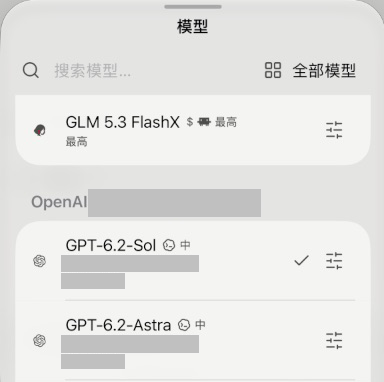 模型
搜索模型...
全部模型
GLM 5.3 FlashX $ 最高
最高
OpenAI
GPT-6.2-Sol 中
GPT-6.2-Astra 中